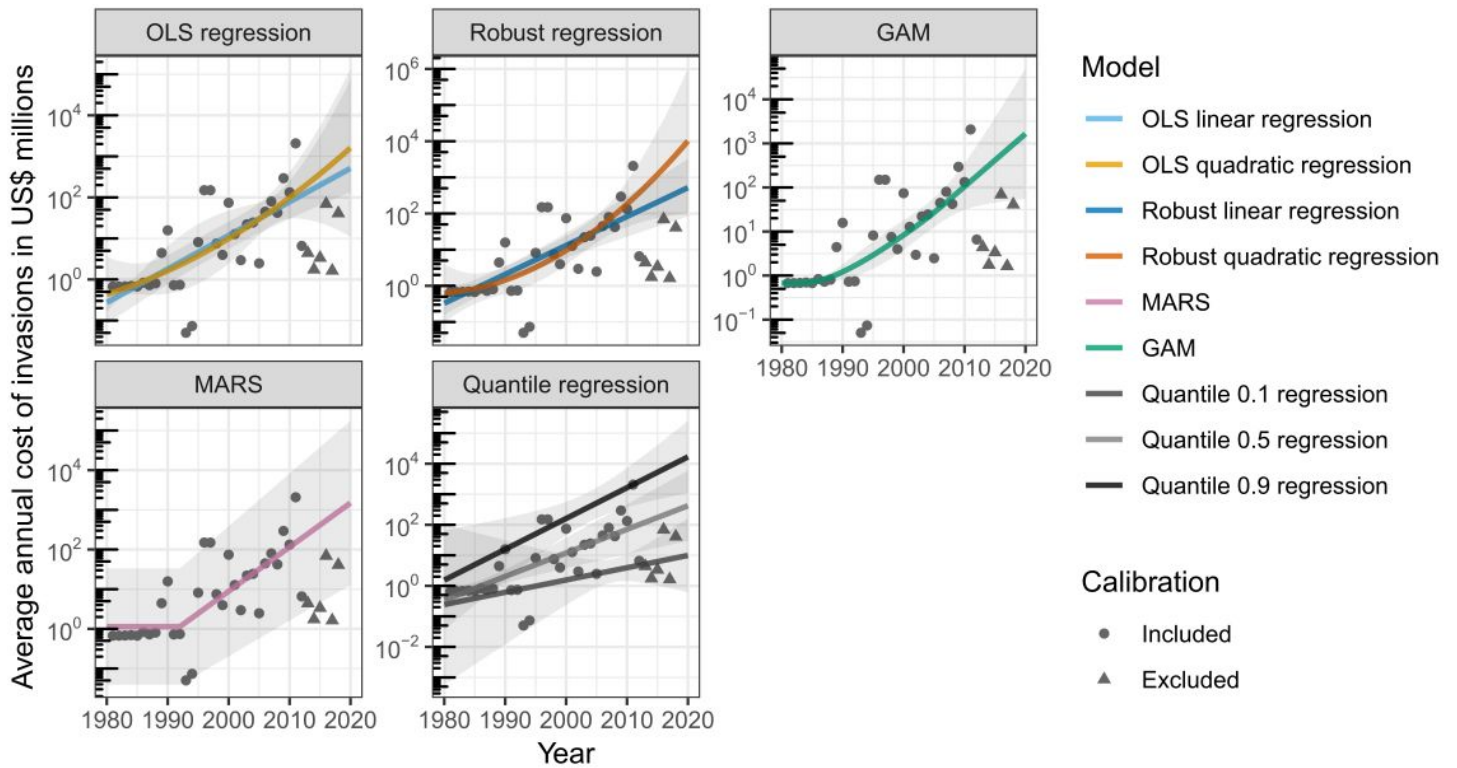 OLS regression
Robust regression
GAM
Average annual cost of invasions in US$ millions
10^4
10^2
10^0
10^6
10^4
10^2
10^0
10^4
10^3
10^2
10^1
10^0
10^−1
1980 1990 2000 2010 2020
MARS
Quantile regression
10^4
10^2
10^0
10^4
10^2
10^0
10^−2
1980 1990 2000 2010 2020
1980 1990 2000 2010 2020
Year
Model
OLS linear regression
OLS quadratic regression
Robust linear regression
Robust quadratic regression
MARS
GAM
Quantile 0.1 regression
Quantile 0.5 regression
Quantile 0.9 regression
Calibration
Included
Excluded